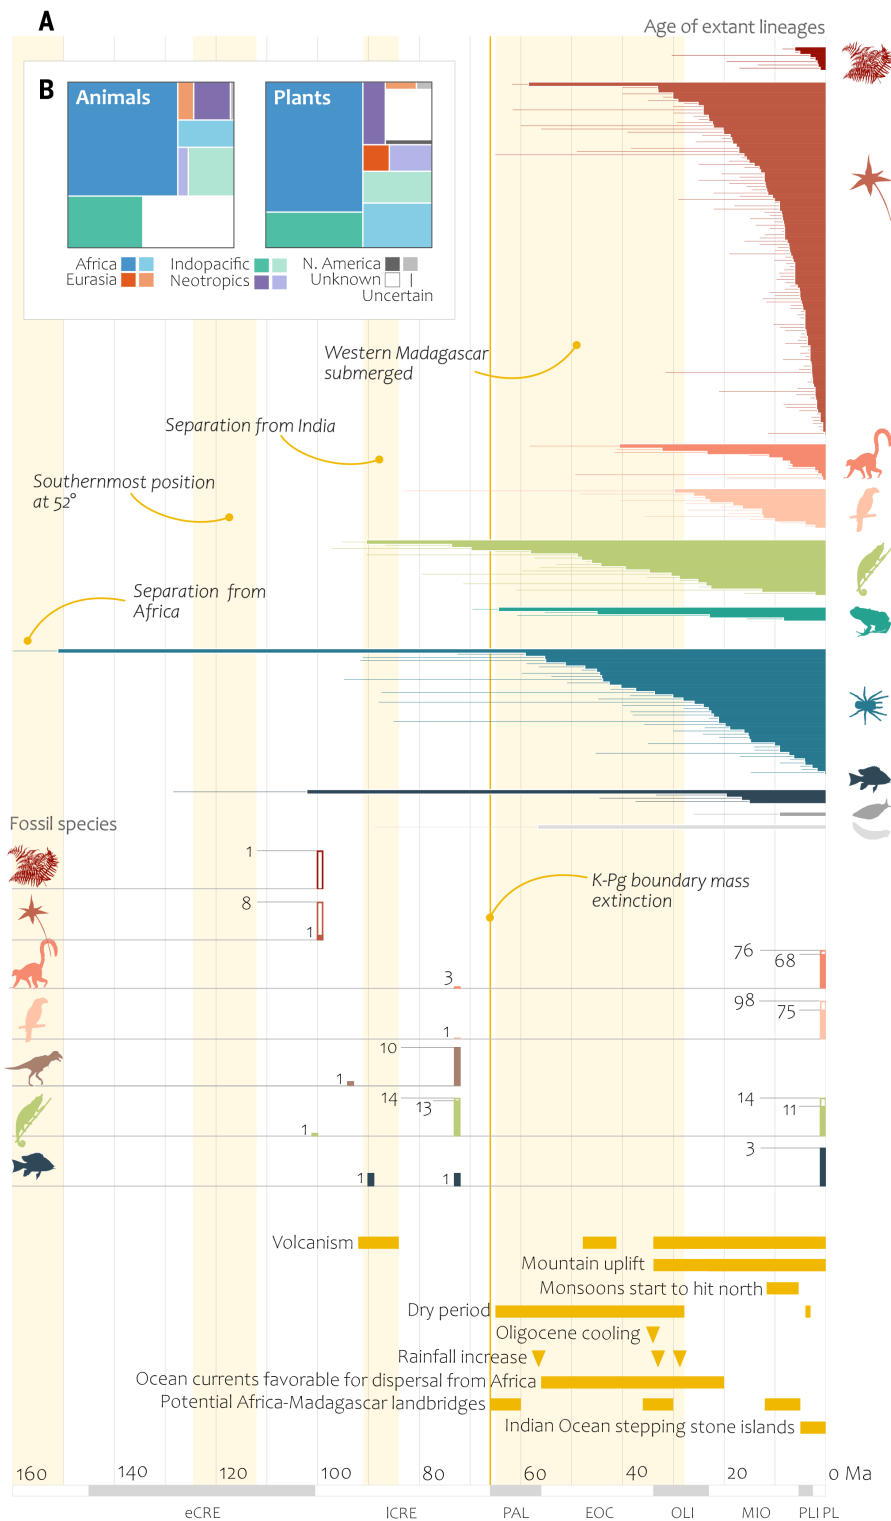 A
Age of extant lineages
B
Animals
Plants
Africa
Indopacific
N. America
Eurasia
Neotropics
Unknown
Uncertain
Western Madagascar
submerged
Separation from India
Southernmost position
at 52°
Separation from
Africa
Fossil species
1
8
1
K-Pg boundary mass
extinction
76
68
3
98
75
1
10
1
14
13
1
14
11
3
1
1
Volcanism
Mountain uplift
Monsoons start to hit north
Dry period
Oligocene cooling
Rainfall increase
Ocean currents favorable for dispersal from Africa
Potential Africa-Madagascar landbridges
Indian Ocean stepping stone islands
160 140 120 100 80 60 40 20 0 Ma
eCRE lCRE PAL EOC OLI MIO PLI PL